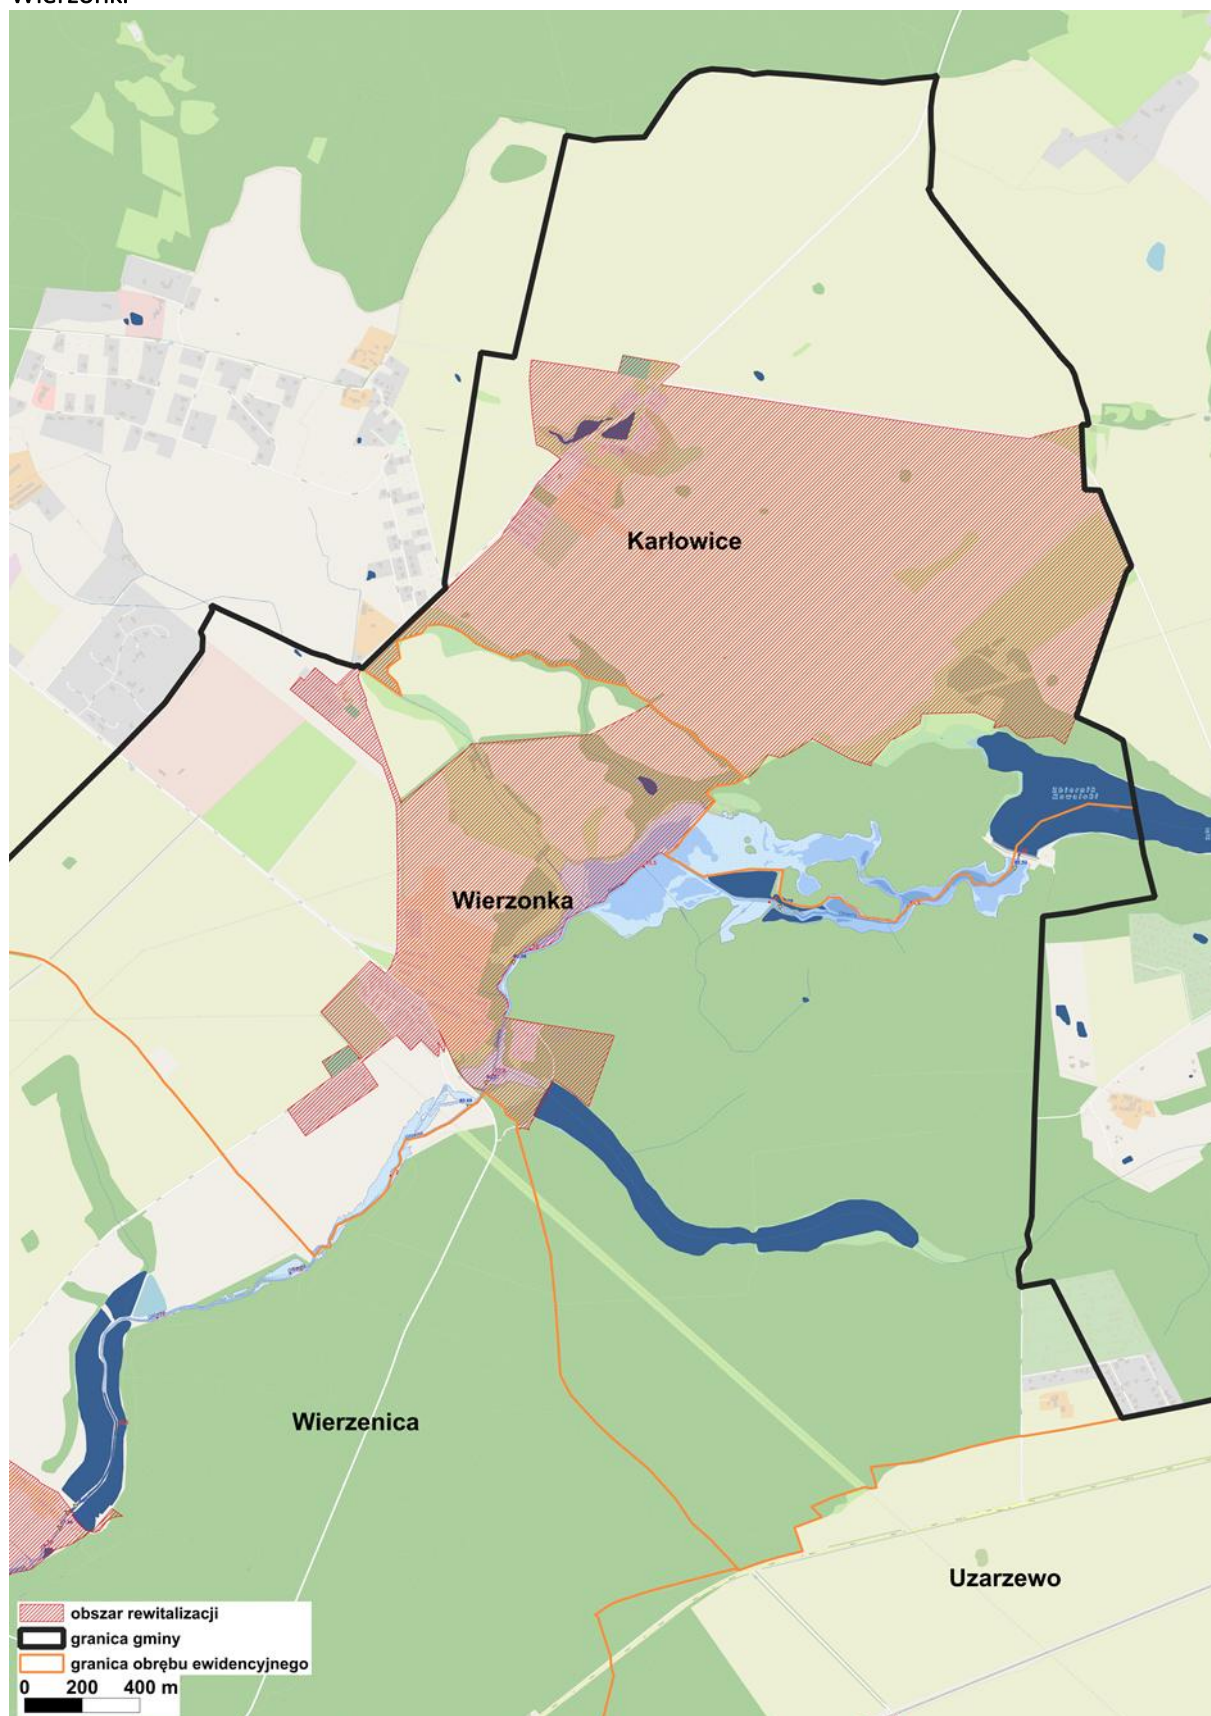 Wierzonki
Karłowice
Wierzonka
Wierzenica
Uzarzewo
obszar rewitalizacji
granica gminy
granica obrębu ewidencyjnego
0 200 400 m